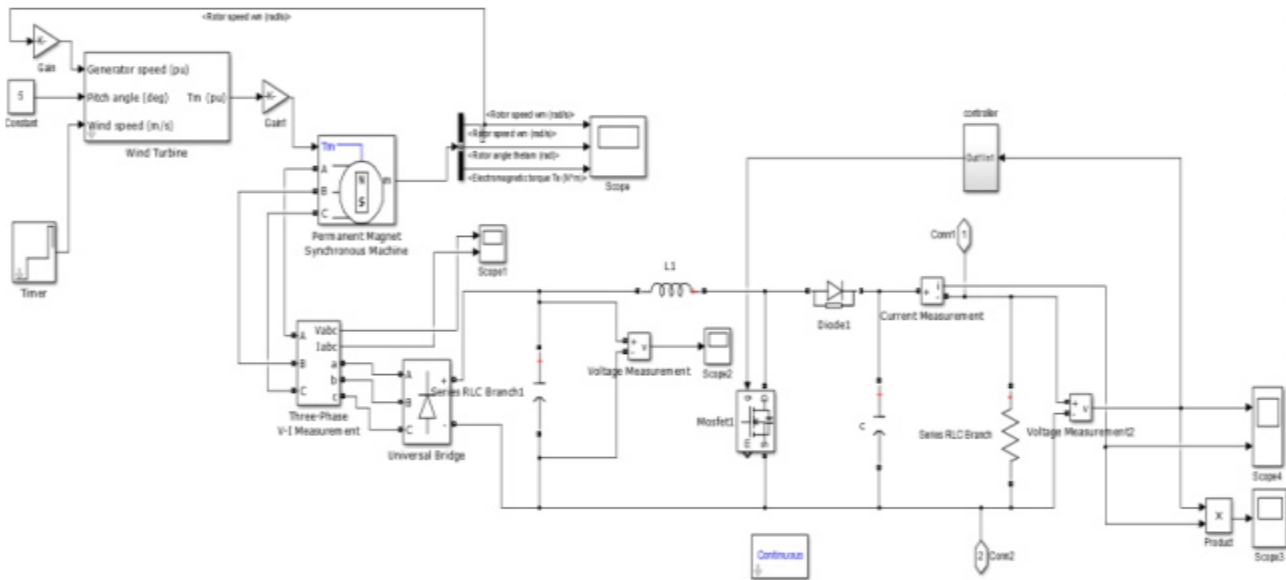 <Rotor speed wm (rad/s)>
K-
Gain
Generator speed (pu)
5
Pitch angle (deg)
Tm (pu)
Constant
Wind speed (m/s)
Wind Turbine
K-
Gain1
<Rotor speed wm (rad/s)>
<Rotor speed wm (rad/s)>
<Rotor angle thetam (rad)>
<Electromagnetic torque Te (N*m)>
Scope
controller
Out1In1
Tm
A
B
C
m
N
S
Permanent Magnet
Synchronous Machine
Timer
Scope1
Conn1
1
L1
Diode1
Current Measurement
+
-
i
Vabc
Iabc
A
B
C
a
b
c
Three-Phase
V-I Measurement
A
B
C
+
-
Universal Bridge
Series RLC Branch1
+
-
v
Voltage Measurement
Scope2
g
D
S
m
Mosfet1
C
Series RLC Branch
+
-
v
Voltage Measurement2
Scope4
Continuous
2
Conn2
X
Product
Scope3